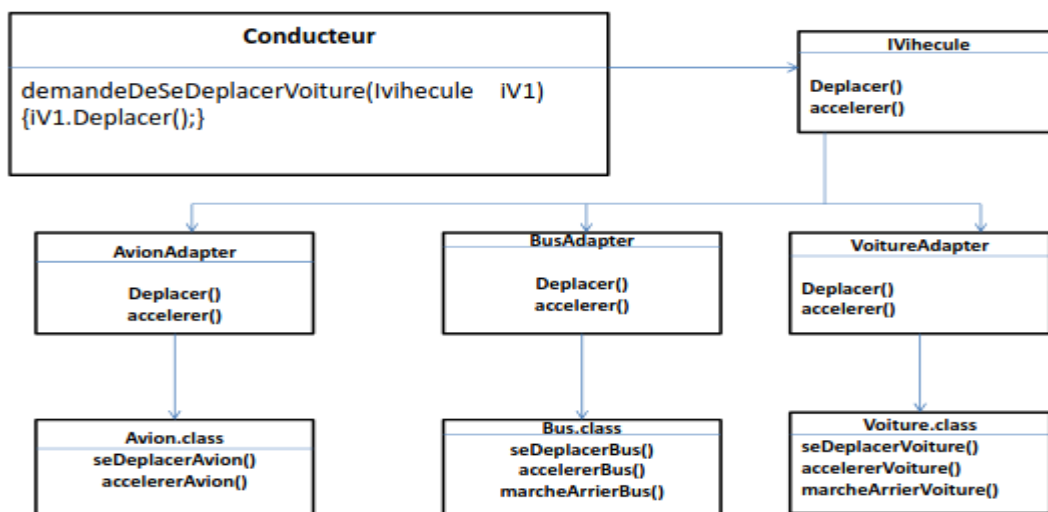 Conducteur
demandeDeSeDeplacerVoiture(Ivihecule iV1)
{iV1.Deplacer();}
IVihecule
Deplacer()
accelerer()
AvionAdapter
Deplacer()
accelerer()
BusAdapter
Deplacer()
accelerer()
VoitureAdapter
Deplacer()
accelerer()
Avion.class
seDeplacerAvion()
accelererAvion()
Bus.class
seDeplacerBus()
accelererBus()
marcheArrierBus()
Voiture.class
seDeplacerVoiture()
accelererVoiture()
marcheArrierVoiture()